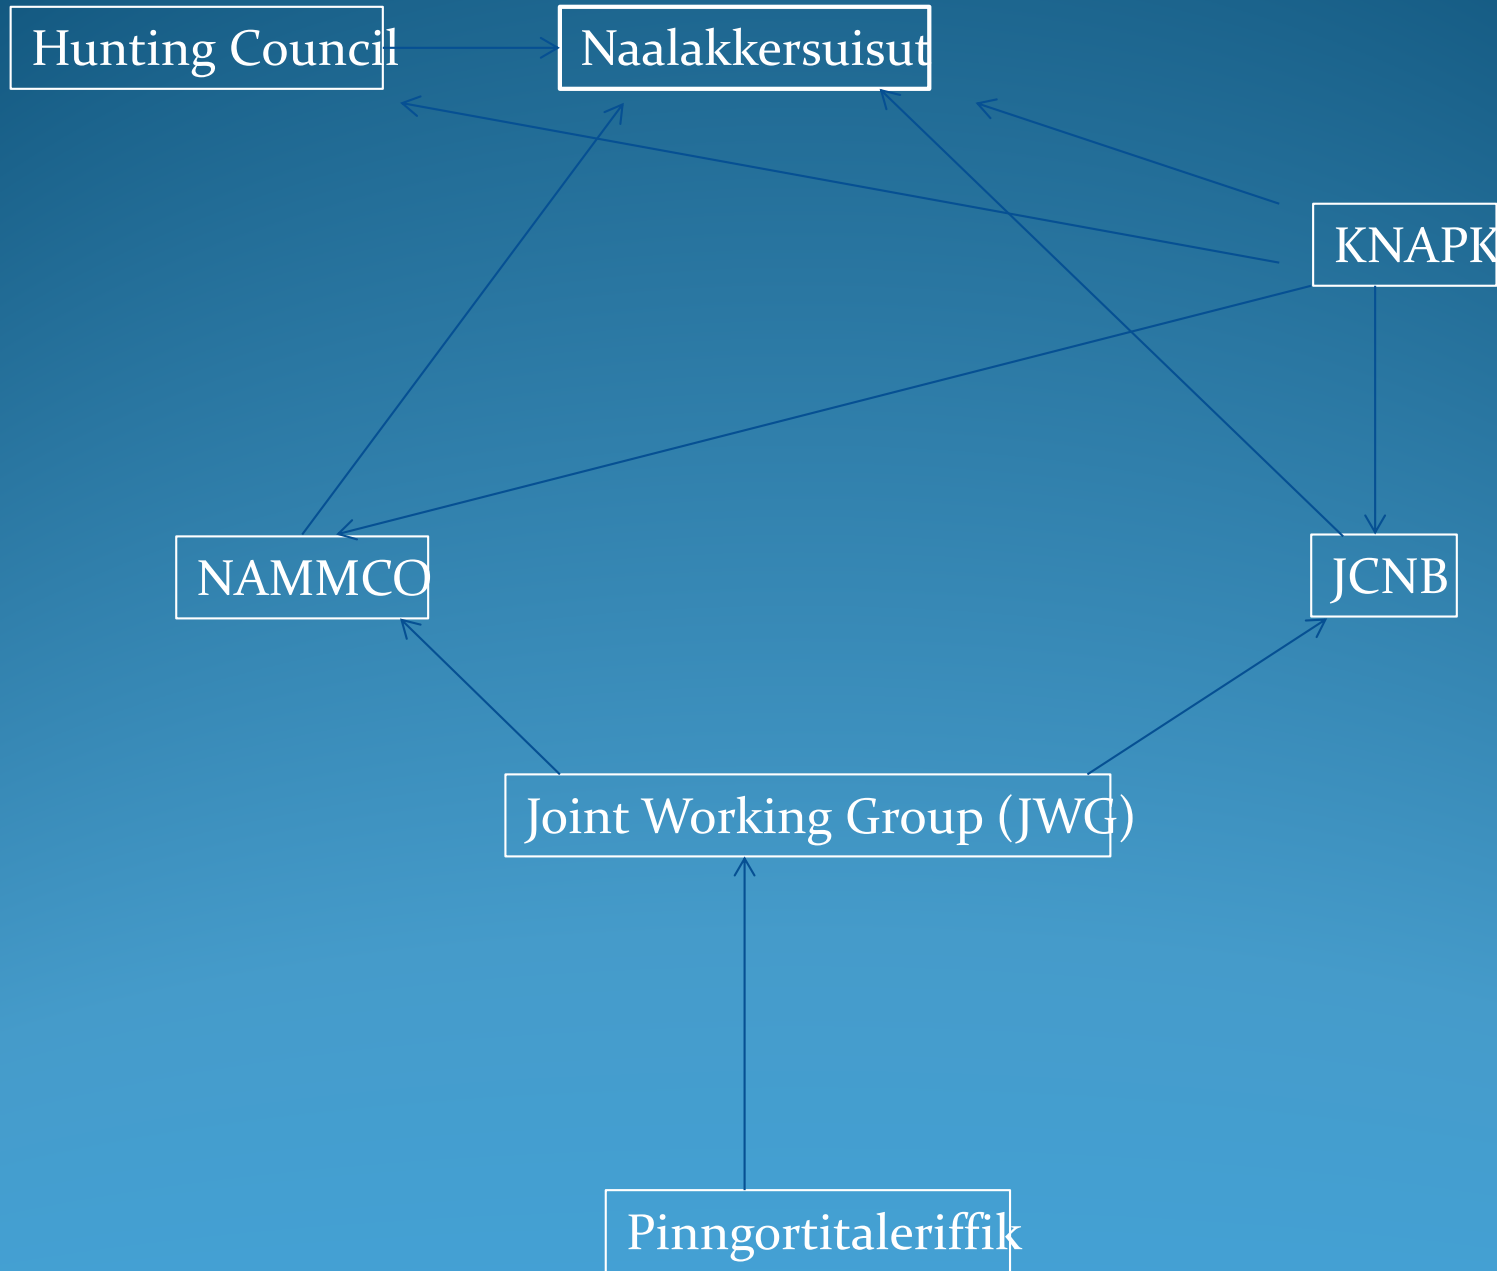 Hunting Council
Naalakkersuisut
KNAPK
NAMMCO
JCNB
Joint Working Group (JWG)
Pinngortitaleriffik